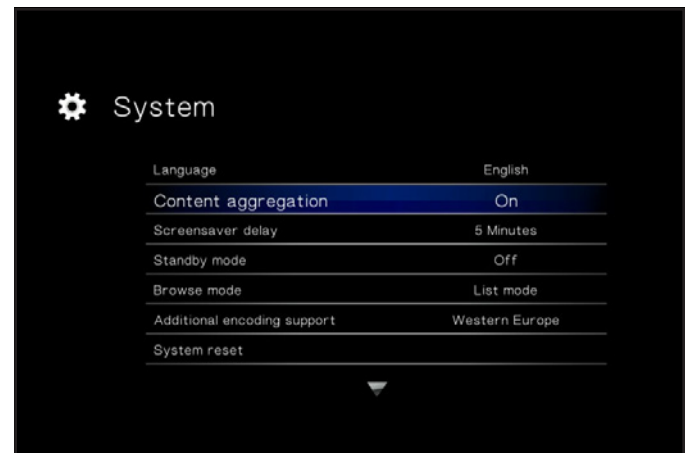 System
Language English
Content aggregation On
Screensaver delay 5 Minutes
Standby mode Off
Browse mode List mode
Additional encoding support Western Europe
System reset